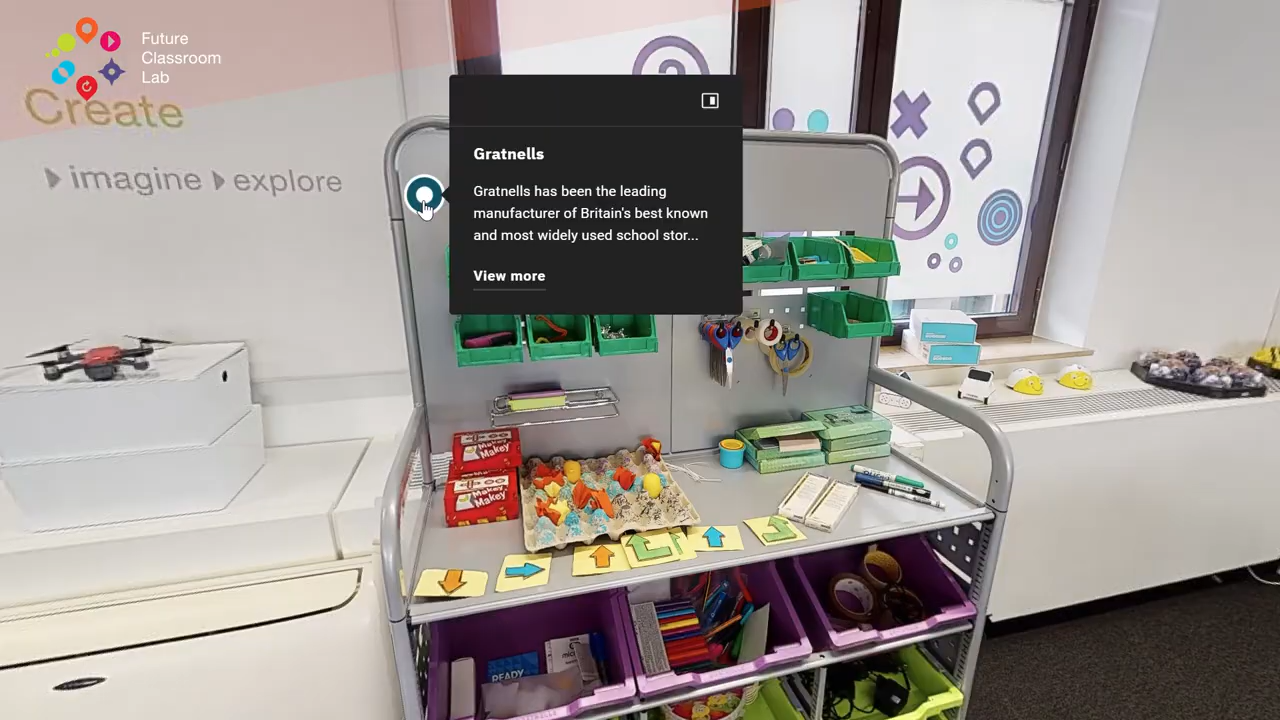 Future
Classroom
Lab
Create
imagine explore
Gratnells
Gratnells has been the leading
manufacturer of Britain's best known
and most widely used school stor...
View more
Makey
Makey
Makey
Makey
READY